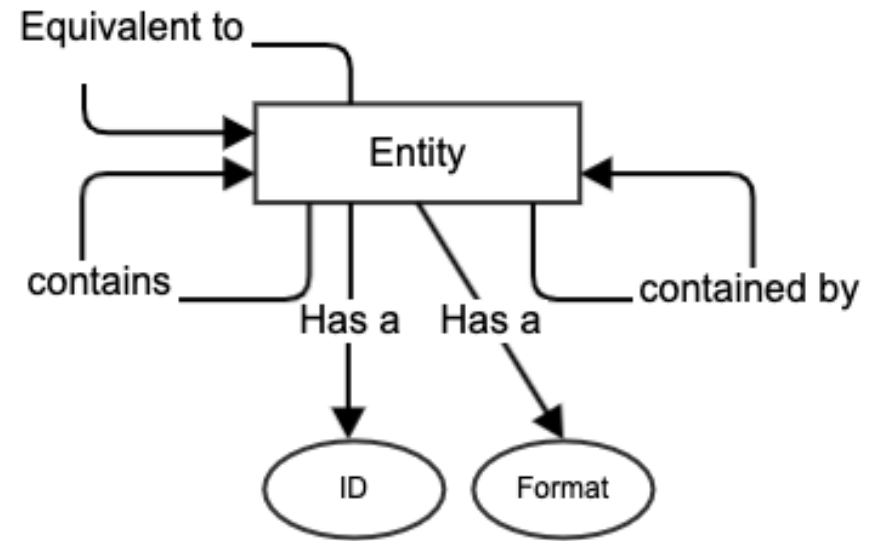 Equivalent to
Entity
contains
contained by
Has a
Has a
ID
Format